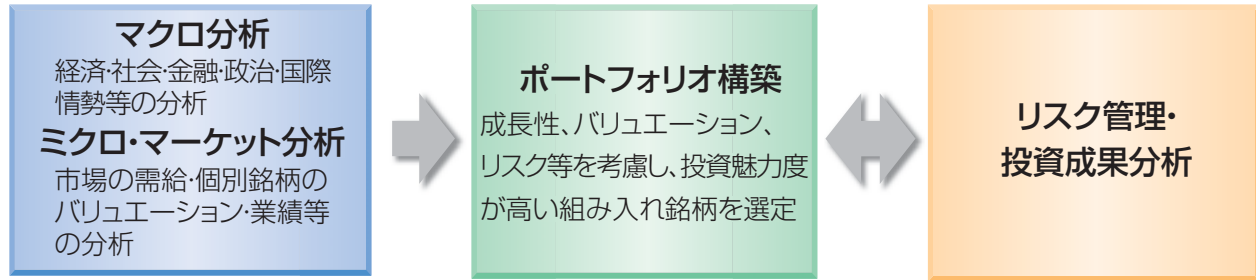 マクロ分析
経済・社会・金融・政治・国際
情勢等の分析
ミクロ・マーケット分析
市場の需給・個別銘柄の
バリュエーション・業績等
の分析
ポートフォリオ構築
成長性、バリュエーション、
リスク等を考慮し、投資魅力度
が高い組み入れ銘柄を選定
リスク管理・
投資成果分析